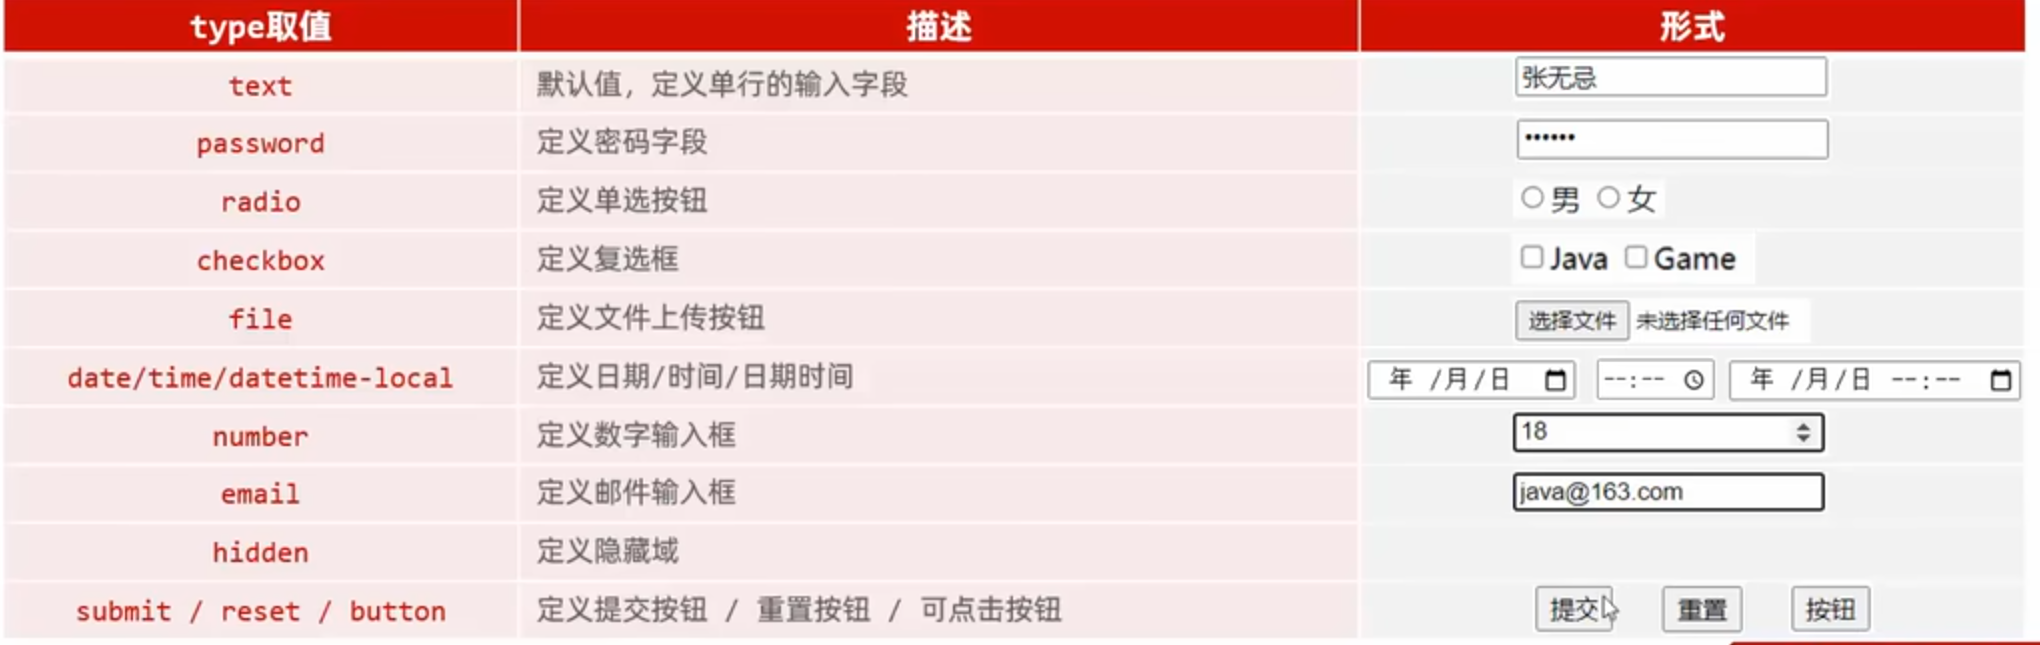 type取值 描述 形式
text 默认值，定义单行的输入字段 张无忌
password 定义密码字段 ••••••
radio 定义单选按钮 男 女
checkbox 定义复选框 Java Game
file 定义文件上传按钮 选择文件 未选择任何文件
date/time/datetime-local 定义日期/时间/日期时间 年 /月/日 --:-- 年 /月/日 --:--
number 定义数字输入框 18
email 定义邮件输入框 java@163.com
hidden 定义隐藏域
submit / reset / button 定义提交按钮 / 重置按钮 / 可点击按钮 提交 重置 按钮